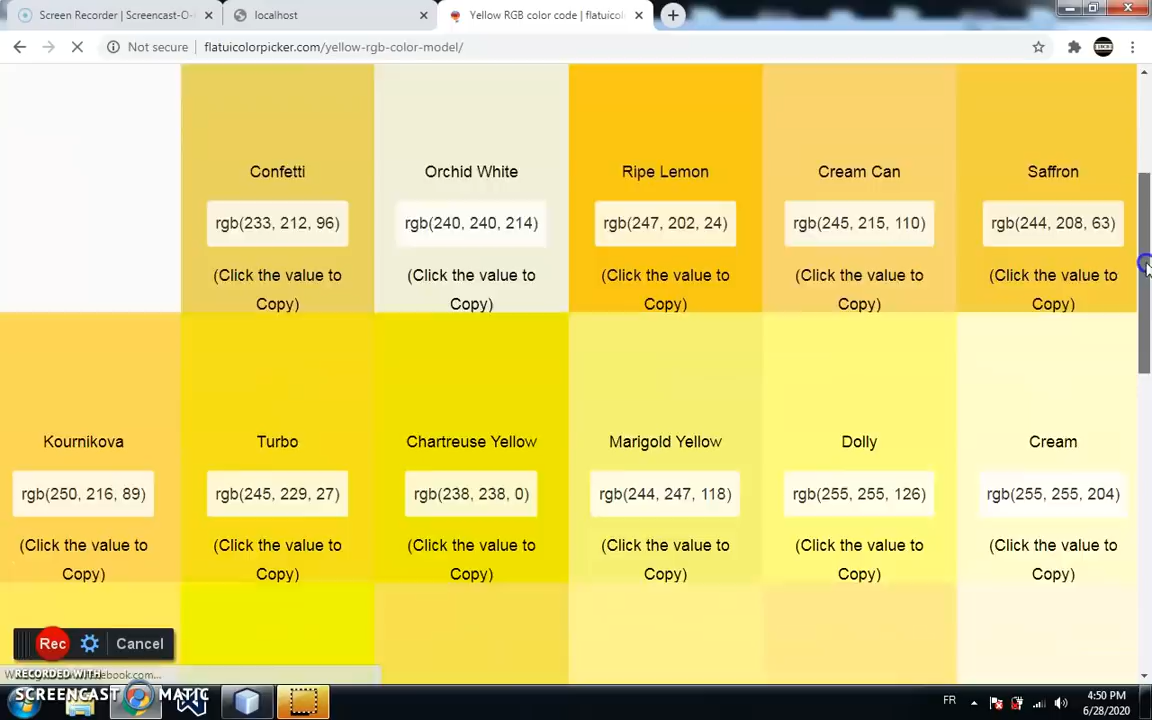 Screen Recorder | Screencast-O-
localhost
Yellow RGB color code | flatuicol
Not secure
flatuicolorpicker.com/yellow-rgb-color-model/
Confetti
Orchid White
Ripe Lemon
Cream Can
Saffron
rgb(233, 212, 96)
rgb(240, 240, 214)
rgb(247, 202, 24)
rgb(245, 215, 110)
rgb(244, 208, 63)
(Click the value to
(Click the value to
(Click the value to
(Click the value to
(Click the value to
Copy)
Copy)
Copy)
Copy)
Copy)
Kournikova
Turbo
Chartreuse Yellow
Marigold Yellow
Dolly
Cream
rgb(250, 216, 89)
rgb(245, 229, 27)
rgb(238, 238, 0)
rgb(244, 247, 118)
rgb(255, 255, 126)
rgb(255, 255, 204)
(Click the value to
(Click the value to
(Click the value to
(Click the value to
(Click the value to
(Click the value to
Copy)
Copy)
Copy)
Copy)
Copy)
Copy)
Rec
Cancel
RECORDED WITH
SCREENCAST MATIC
FR
4:50 PM
6/28/2020